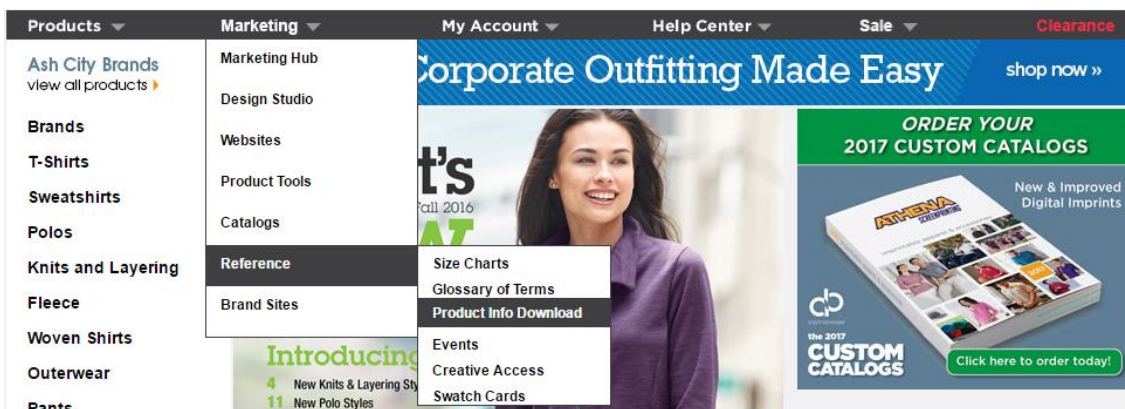 Products
Marketing
My Account
Help Center
Sale
Clearance
Ash City Brands
view all products
Brands
T-Shirts
Sweatshirts
Polos
Knits and Layering
Fleece
Woven Shirts
Outerwear
Pants
Marketing Hub
Design Studio
Websites
Product Tools
Catalogs
Reference
Brand Sites
Size Charts
Glossary of Terms
Product Info Download
Events
Creative Access
Swatch Cards
Corporate Outfitting Made Easy
shop now »
Fall 2016
Introducing
4 New Knits & Layering Sty
11 New Polo Styles
ORDER YOUR
2017 CUSTOM CATALOGS
New & Improved
Digital Imprints
ATHENA
SCREENPRINTING
2017
the 2017
CUSTOM
CATALOGS
Click here to order today!